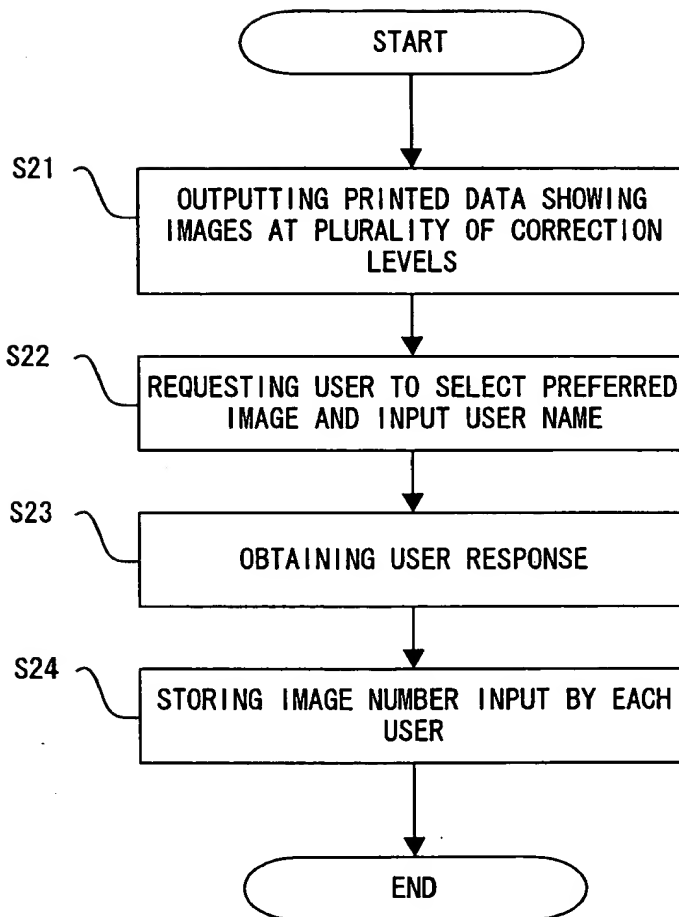 START
S21
OUTPUTTING PRINTED DATA SHOWING
IMAGES AT PLURALITY OF CORRECTION
LEVELS
S22
REQUESTING USER TO SELECT PREFERRED
IMAGE AND INPUT USER NAME
S23
OBTAINING USER RESPONSE
S24
STORING IMAGE NUMBER INPUT BY EACH
USER
END